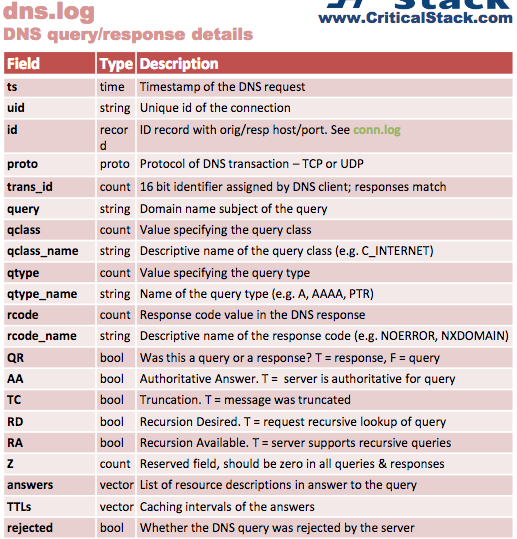 dns.log
stack
www.CriticalStack.com
DNS query/response details
Field Type Description
ts time Timestamp of the DNS request
uid string Unique id of the connection
id recor ID record with orig/resp host/port. See conn.log
d
proto proto Protocol of DNS transaction – TCP or UDP
trans_id count 16 bit identifier assigned by DNS client; responses match
query string Domain name subject of the query
qclass count Value specifying the query class
qclass_name string Descriptive name of the query class (e.g. C_INTERNET)
qtype count Value specifying the query type
qtype_name string Name of the query type (e.g. A, AAAA, PTR)
rcode count Response code value in the DNS response
rcode_name string Descriptive name of the response code (e.g. NOERROR, NXDOMAIN)
QR bool Was this a query or a response? T = response, F = query
AA bool Authoritative Answer. T = server is authoritative for query
TC bool Truncation. T = message was truncated
RD bool Recursion Desired. T = request recursive lookup of query
RA bool Recursion Available. T = server supports recursive queries
Z count Reserved field, should be zero in all queries & responses
answers vector List of resource descriptions in answer to the query
TTLs vector Caching intervals of the answers
rejected bool Whether the DNS query was rejected by the server